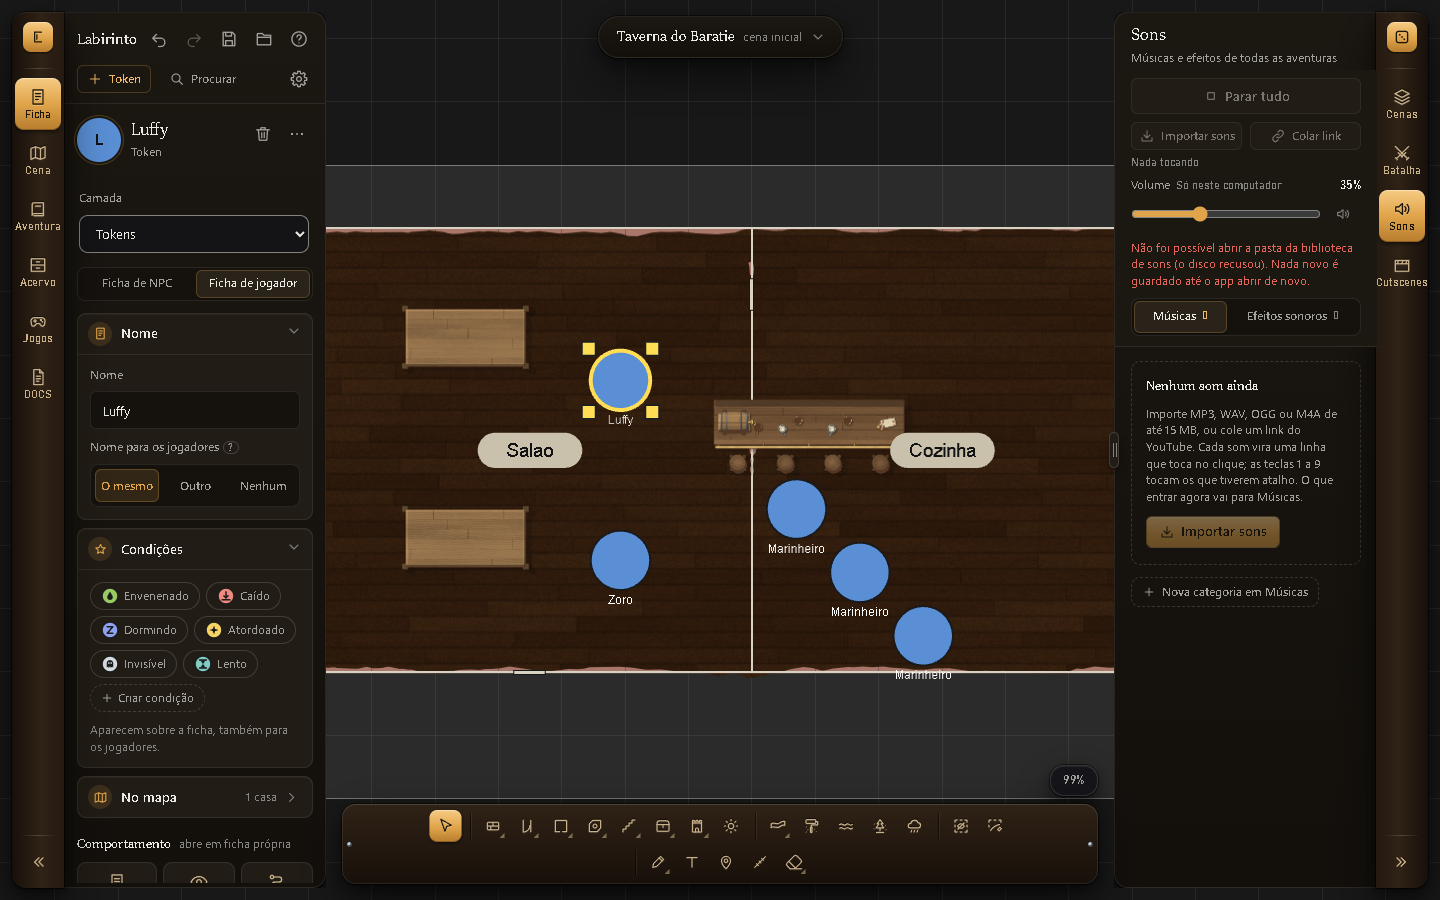 Labirinto
Token
Procurar
Ficha
Cena
Aventura
Acervo
Jogos
DOCS
L
Luffy
Token
Camada
Tokens
Ficha de NPC
Ficha de jogador
Nome
Nome
Luffy
Nome para os jogadores ?
O mesmo
Outro
Nenhum
Condições
Envenenado
Caído
Dormindo
Atordoado
Invisível
Lento
Criar condição
Aparecem sobre a ficha, também para
os jogadores.
No mapa
1 casa
Comportamento abre em ficha própria
Taverna do Baratie cena inicial
Luffy
Salao
Cozinha
Zoro
Marinheiro
Marinheiro
Marinheiro
99%
Sons
Músicas e efeitos de todas as aventuras
Parar tudo
Importar sons
Colar link
Nada tocando
Volume Só neste computador
35%
Não foi possível abrir a pasta da biblioteca
de sons (o disco recusou). Nada novo é
guardado até o app abrir de novo.
Músicas 0
Efeitos sonoros 0
Nenhum som ainda
Importe MP3, WAV, OGG ou M4A de
até 15 MB, ou cole um link do
YouTube. Cada som vira uma linha
que toca no clique; as teclas 1 a 9
tocam os que tiverem atalho. O que
entrar agora vai para Músicas.
Importar sons
Nova categoria em Músicas
Cenas
Batalha
Sons
Cutscenes